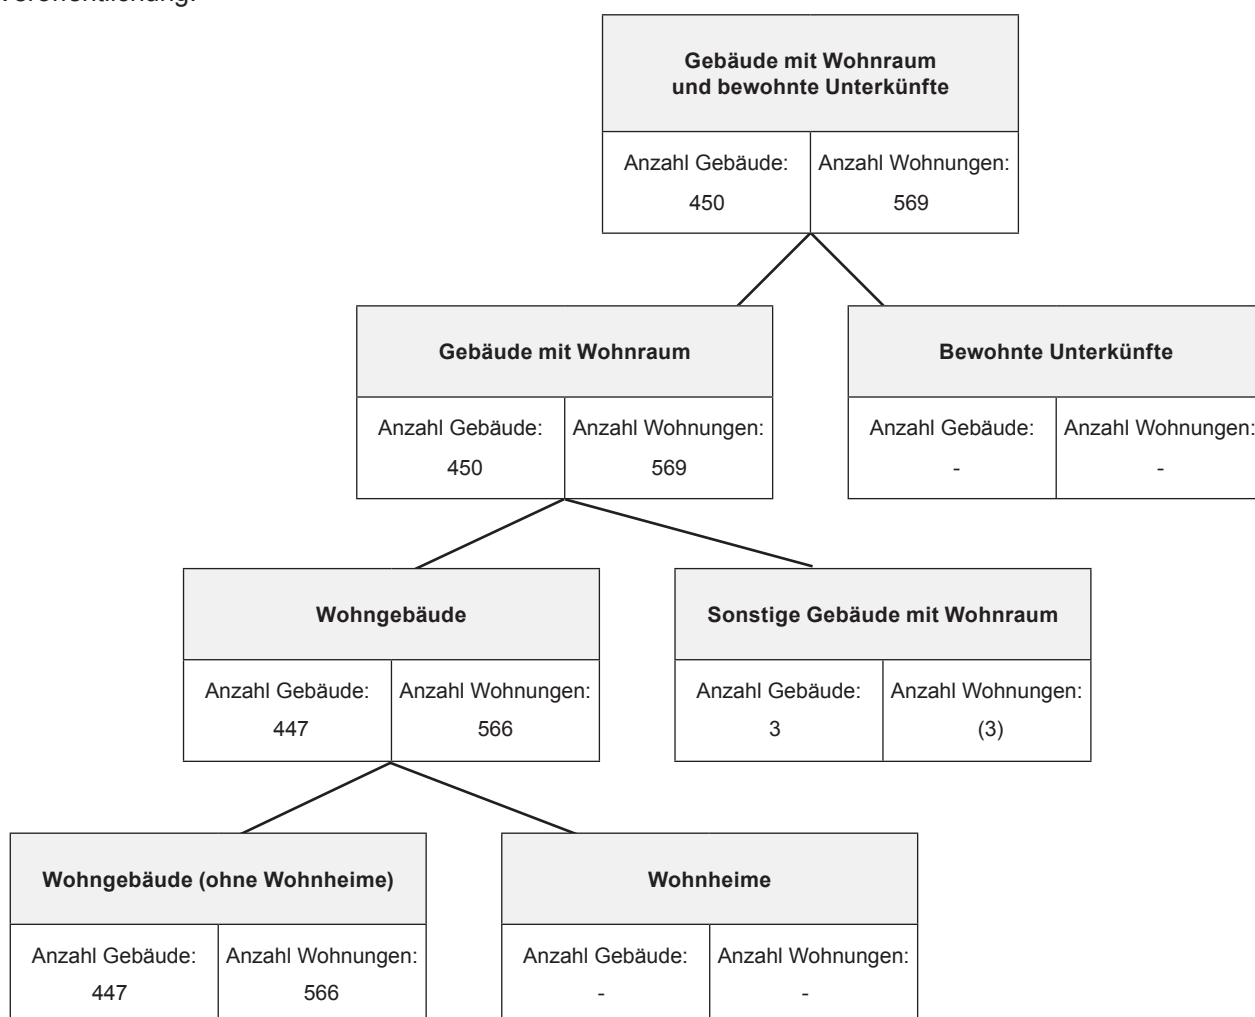 Veröffentlichung.
Gebäude mit Wohnraum
und bewohnte Unterkünfte
Anzahl Gebäude:
450
Anzahl Wohnungen:
569
Gebäude mit Wohnraum
Anzahl Gebäude:
450
Anzahl Wohnungen:
569
Bewohnte Unterkünfte
Anzahl Gebäude:
-
Anzahl Wohnungen:
-
Wohngebäude
Anzahl Gebäude:
447
Anzahl Wohnungen:
566
Sonstige Gebäude mit Wohnraum
Anzahl Gebäude:
3
Anzahl Wohnungen:
(3)
Wohngebäude (ohne Wohnheime)
Anzahl Gebäude:
447
Anzahl Wohnungen:
566
Wohnheime
Anzahl Gebäude:
-
Anzahl Wohnungen:
-